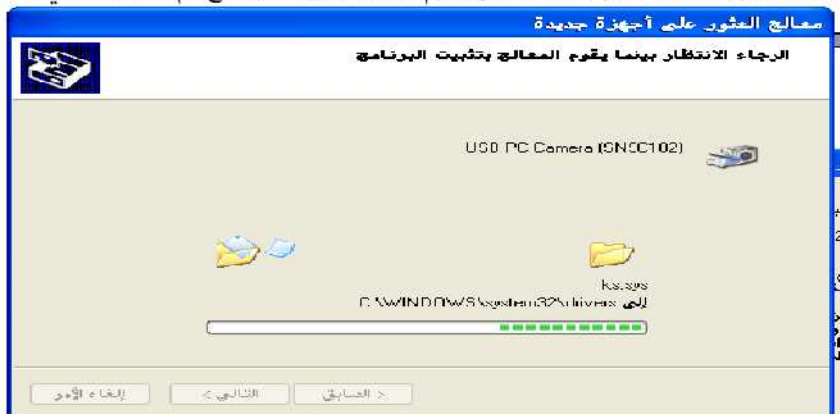 معالج العثور على أجهزة جديدة
الرجاء الانتظار بينما يقوم المعالج بتثبيت البرنامج
USB PC Camera (SN9C102)
ks.sys
إلى C:\WINDOWS\system32\drivers
< السابق
التالي >
إلغاء الأمر